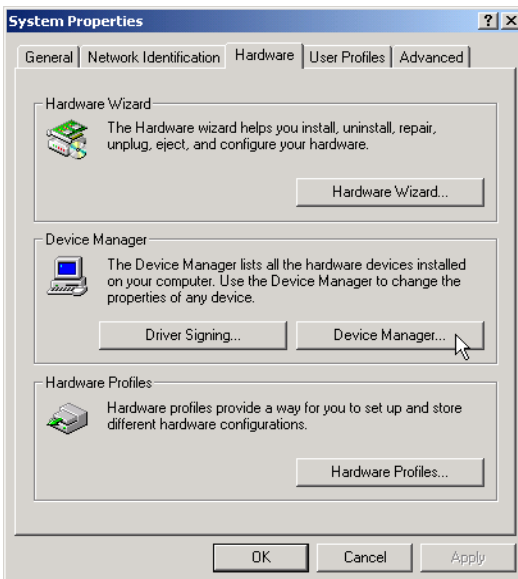 System Properties
General
Network Identification
Hardware
User Profiles
Advanced
Hardware Wizard
The Hardware wizard helps you install, uninstall, repair,
unplug, eject, and configure your hardware.
Hardware Wizard...
Device Manager
The Device Manager lists all the hardware devices installed
on your computer. Use the Device Manager to change the
properties of any device.
Driver Signing...
Device Manager...
Hardware Profiles
Hardware profiles provide a way for you to set up and store
different hardware configurations.
Hardware Profiles...
OK
Cancel
Apply